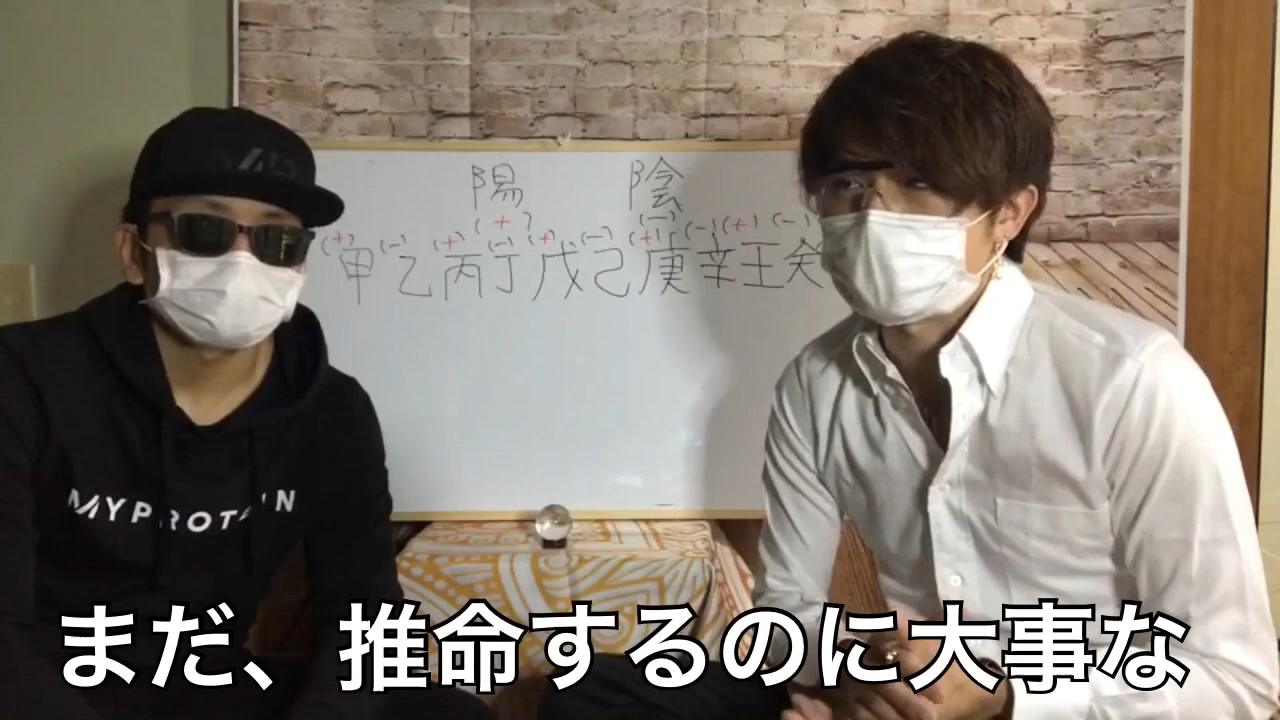 陽 陰
(+) (-)
(+) (-) (+) (-) (+) (-) (+) (-) (+) (-)
甲 乙 丙 丁 戊 己 庚 辛 王 癸
MYPROTEIN
まだ、推命するのに大事な